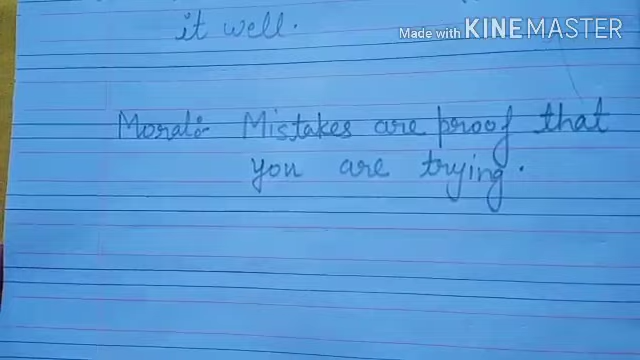 Made with KINEMASTER
it well.
Moral:- Mistakes are proof that
you are trying.